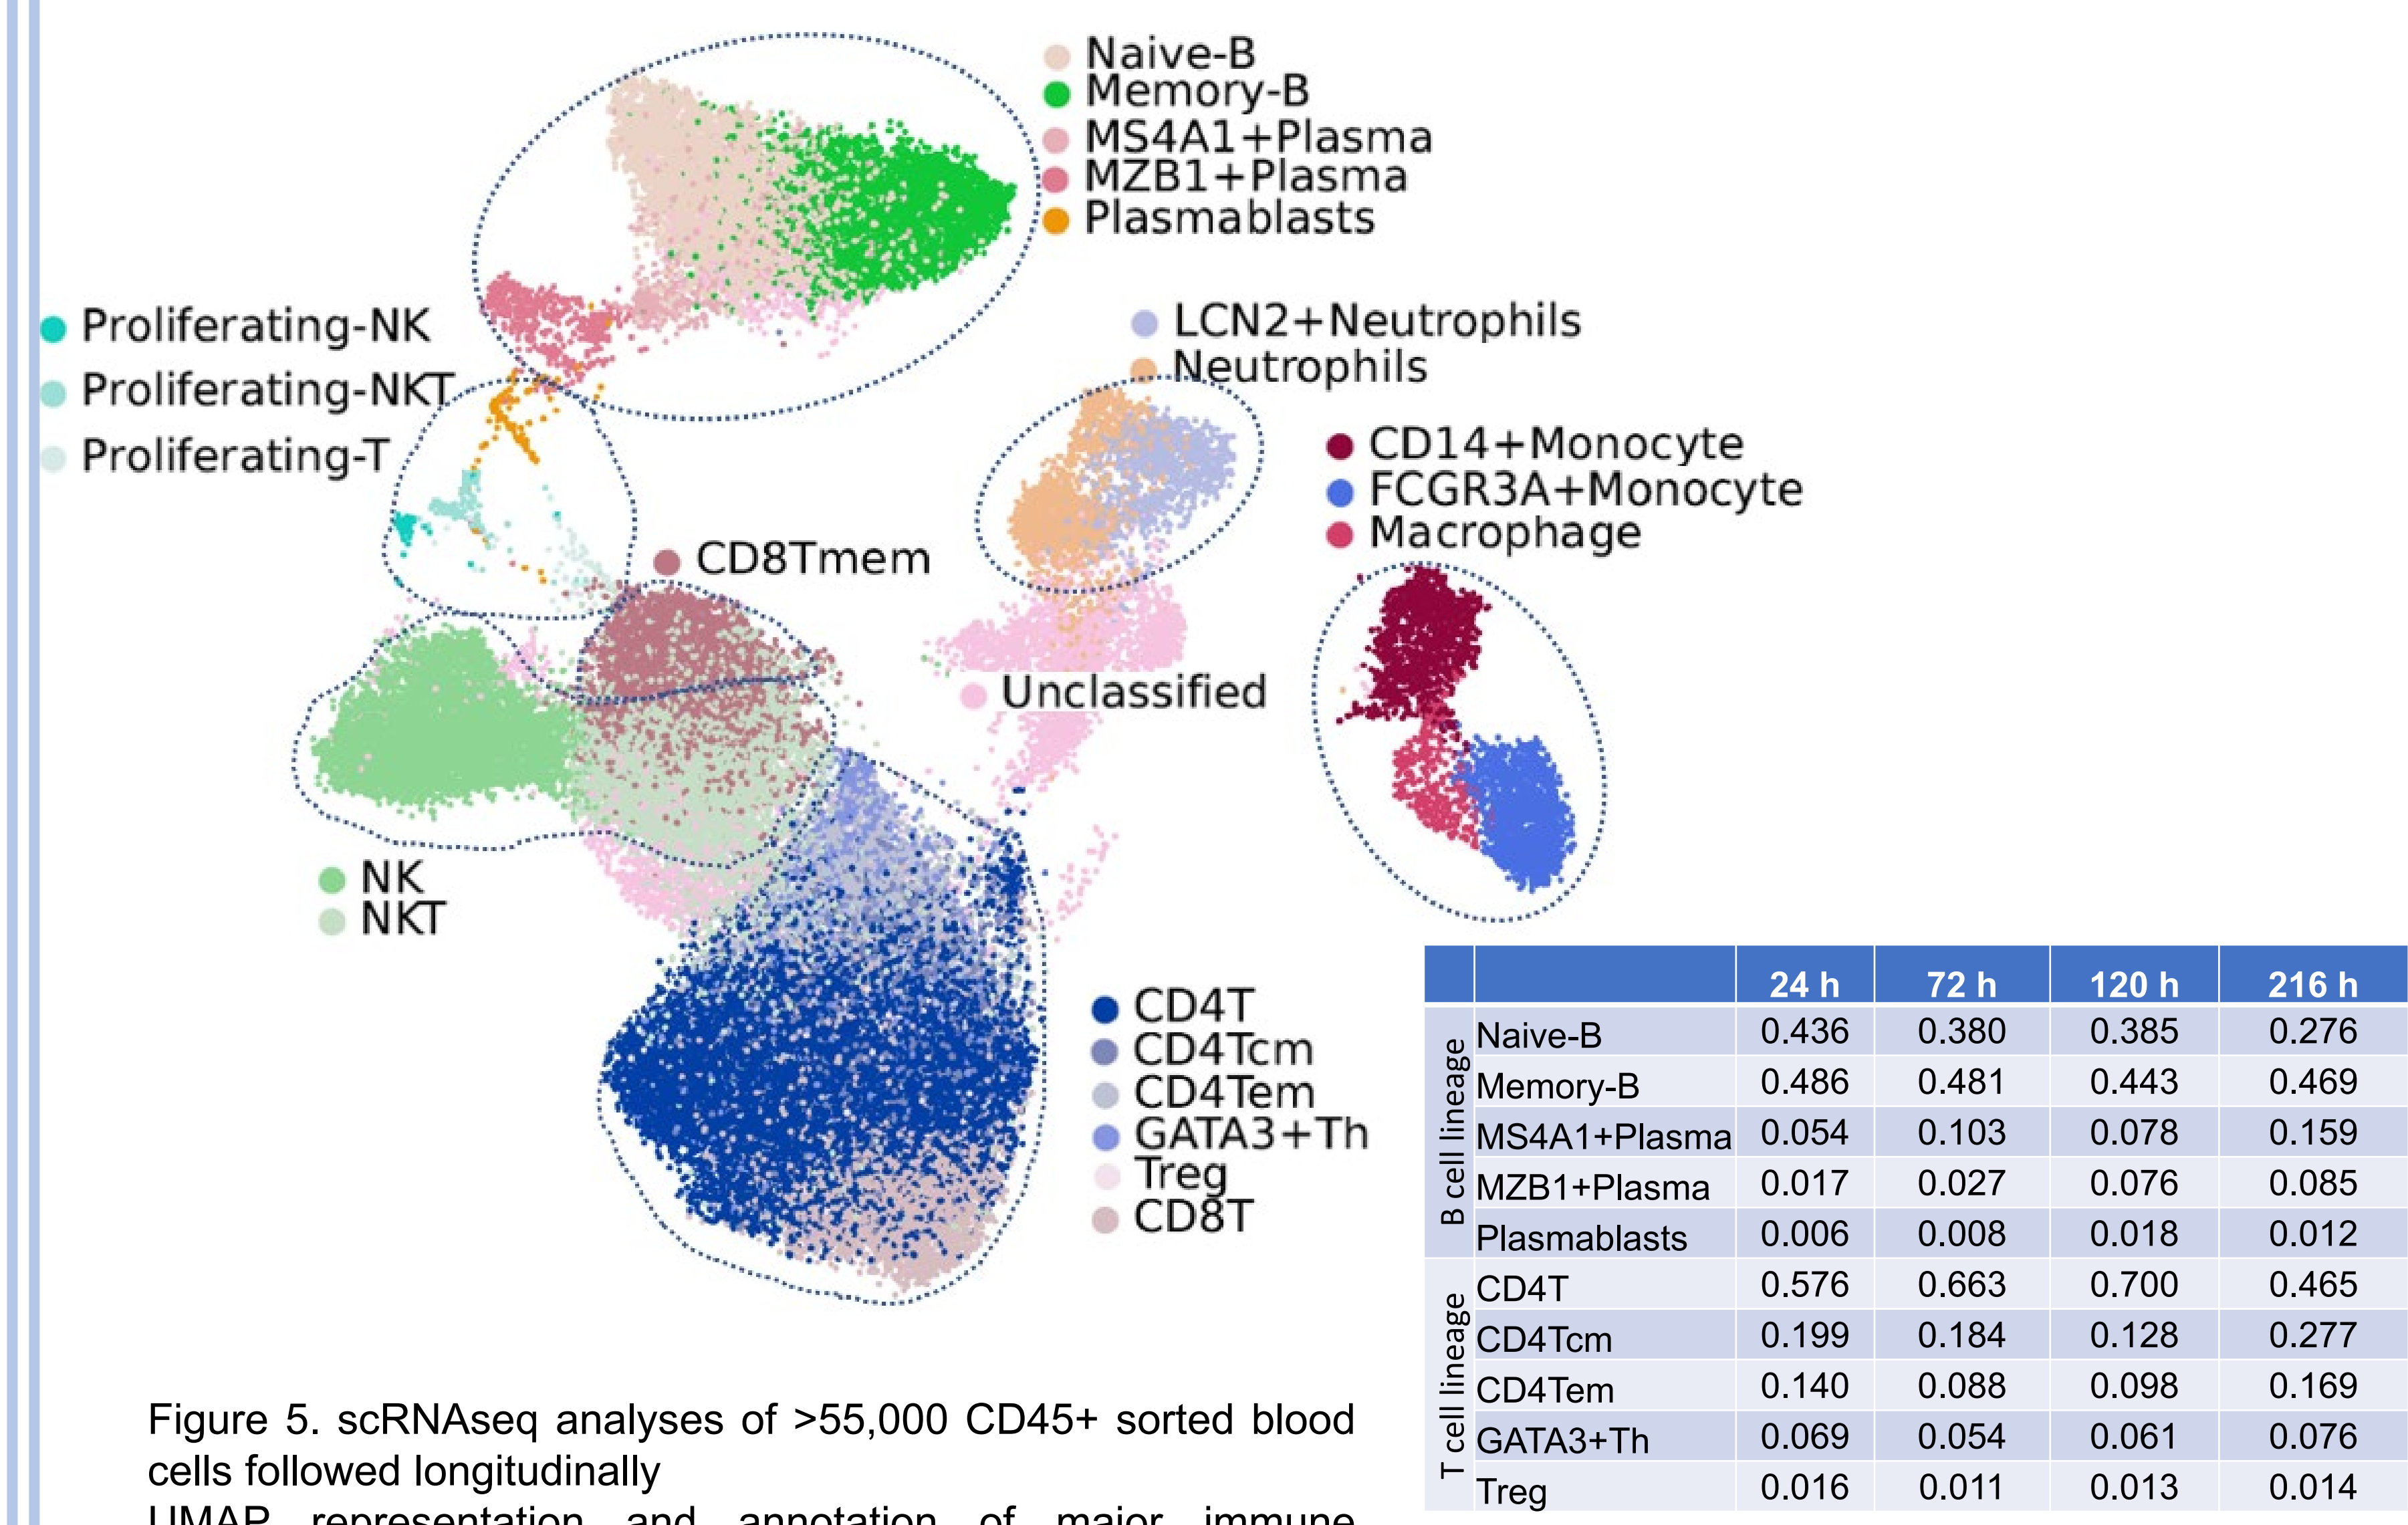 Naive-B
Memory-B
MS4A1+Plasma
MZB1+Plasma
Plasmablasts
Proliferating-NK
Proliferating-NKT
Proliferating-T
LCN2+Neutrophils
Neutrophils
CD14+Monocyte
FCGR3A+Monocyte
Macrophage
CD8Tmem
Unclassified
NK
NKT
CD4T
CD4Tcm
CD4Tem
GATA3+Th
Treg
CD8T
24 h 72 h 120 h 216 h
B cell lineage
Naive-B 0.436 0.380 0.385 0.276
Memory-B 0.486 0.481 0.443 0.469
MS4A1+Plasma 0.054 0.103 0.078 0.159
MZB1+Plasma 0.017 0.027 0.076 0.085
Plasmablasts 0.006 0.008 0.018 0.012
T cell lineage
CD4T 0.576 0.663 0.700 0.465
CD4Tcm 0.199 0.184 0.128 0.277
CD4Tem 0.140 0.088 0.098 0.169
GATA3+Th 0.069 0.054 0.061 0.076
Treg 0.016 0.011 0.013 0.014
Figure 5. scRNAseq analyses of >55,000 CD45+ sorted blood
cells followed longitudinally
UMAP representation and annotation of major immune